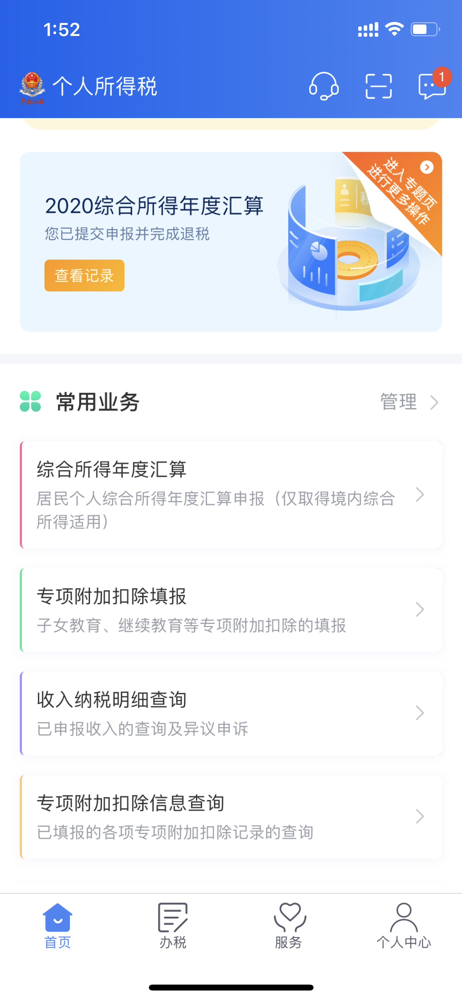 1:52
中国税务
个人所得税
1
进入专题页
进行更多操作
2020综合所得年度汇算
您已提交申报并完成退税
查看记录
常用业务
管理
综合所得年度汇算
居民个人综合所得年度汇算申报（仅取得境内综合
所得适用）
专项附加扣除填报
子女教育、继续教育等专项附加扣除的填报
收入纳税明细查询
已申报收入的查询及异议申诉
专项附加扣除信息查询
已填报的各项专项附加扣除记录的查询
首页
办税
服务
个人中心